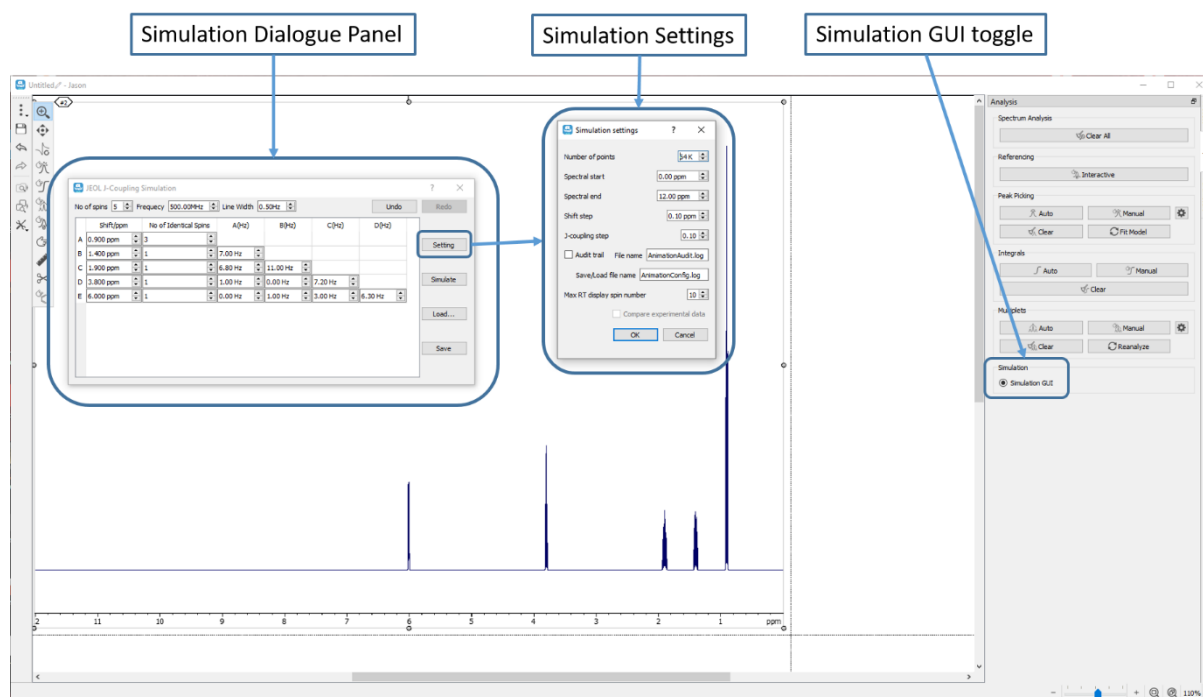 Simulation Dialogue Panel
Simulation Settings
Simulation GUI toggle
Untitled* - Jason
#2
JEOL J-Coupling Simulation
No of spins 5 Frequecy 500.00MHz Line Width 0.50Hz Undo Redo
Shift/ppm No of Identical Spins A(Hz) B(Hz) C(Hz) D(Hz)
A 0.900 ppm 3
B 1.400 ppm 1 7.00 Hz
C 1.900 ppm 1 6.80 Hz 11.00 Hz
D 3.800 ppm 1 1.00 Hz 0.00 Hz 7.20 Hz
E 6.000 ppm 1 0.00 Hz 1.00 Hz 3.00 Hz 6.30 Hz
Setting
Simulate
Load...
Save
Simulation settings ?
Number of points 64K
Spectral start 0.00 ppm
Spectral end 12.00 ppm
Shift step 0.10 ppm
J-coupling step 0.10
Audit trail File name AnimationAudit.log
Save/Load file name AnimationConfig.log
Max RT display spin number 10
Compare experimental data
OK Cancel
Analysis
Spectrum Analysis
Clear All
Referencing
Interactive
Peak Picking
Auto Manual
Clear Fit Model
Integrals
Auto Manual
Clear
Multiplets
Auto Manual
Clear Reanalyze
Simulation
Simulation GUI
2 11 10 9 8 7 6 5 4 3 2 1 ppm
110%